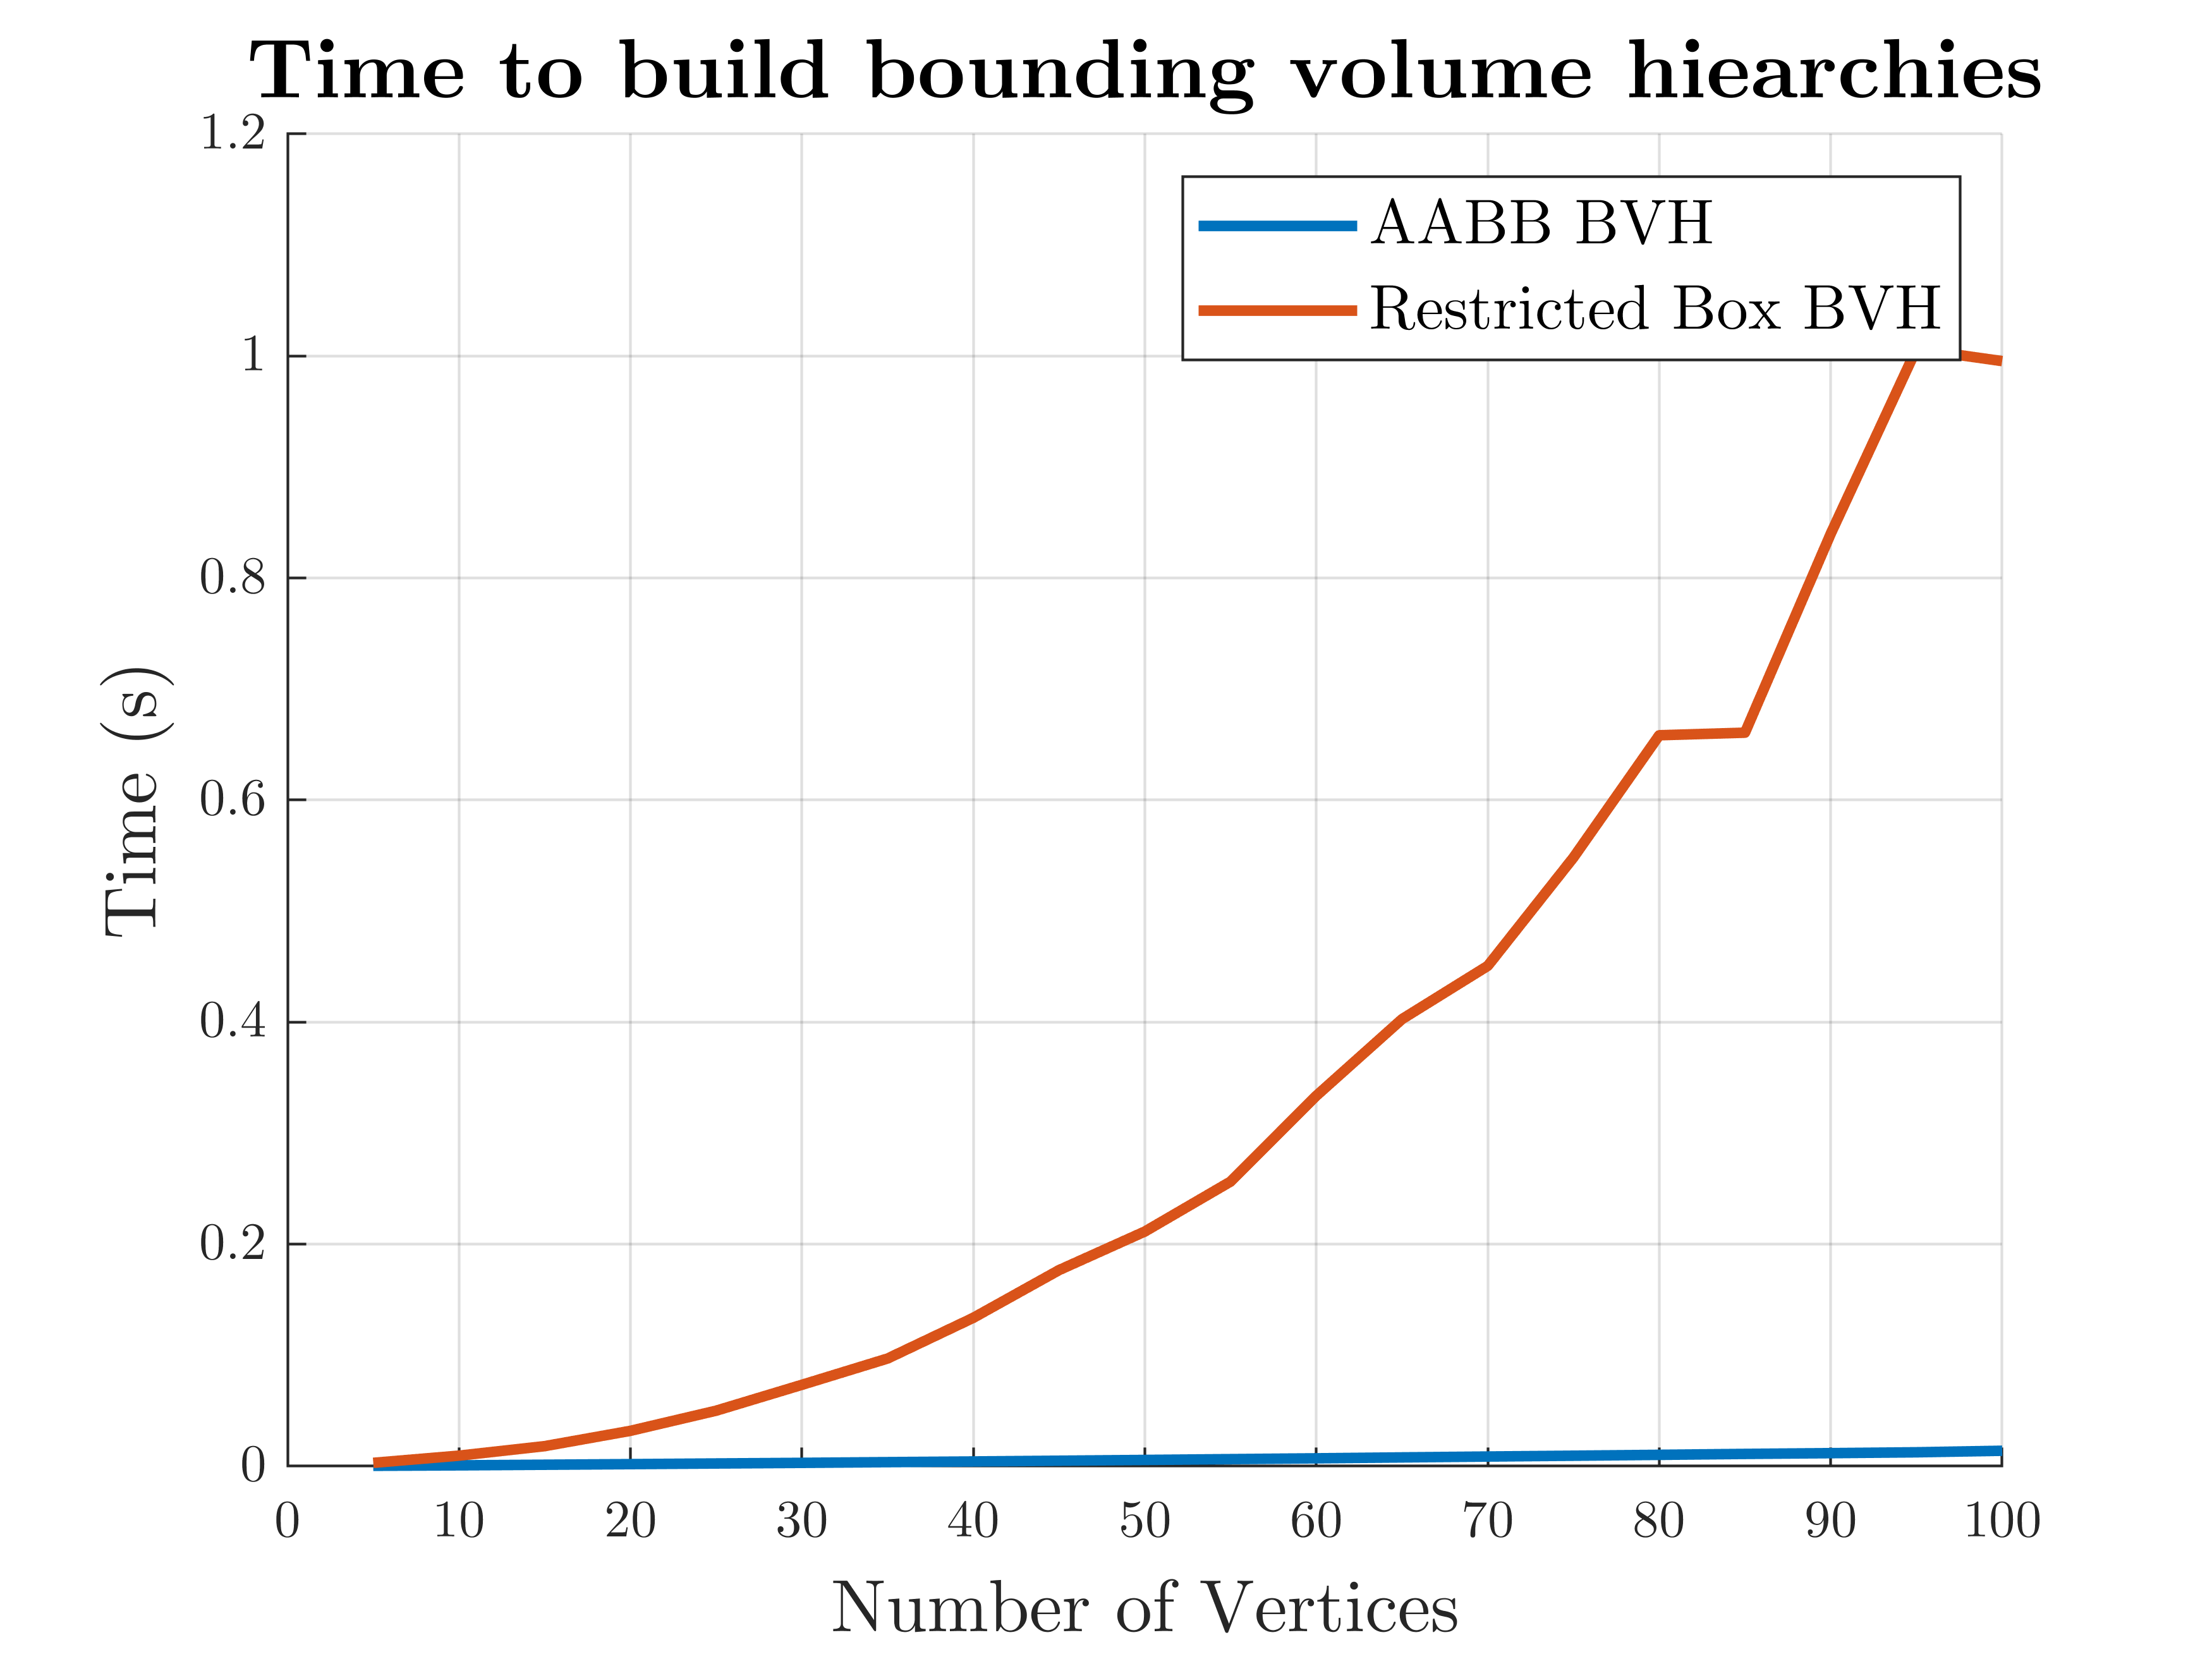 Time to build bounding volume hiearchies
1.2
1
0.8
0.6
0.4
0.2
0
AABB BVH
Restricted Box BVH
Time (s)
0 10 20 30 40 50 60 70 80 90 100
Number of Vertices